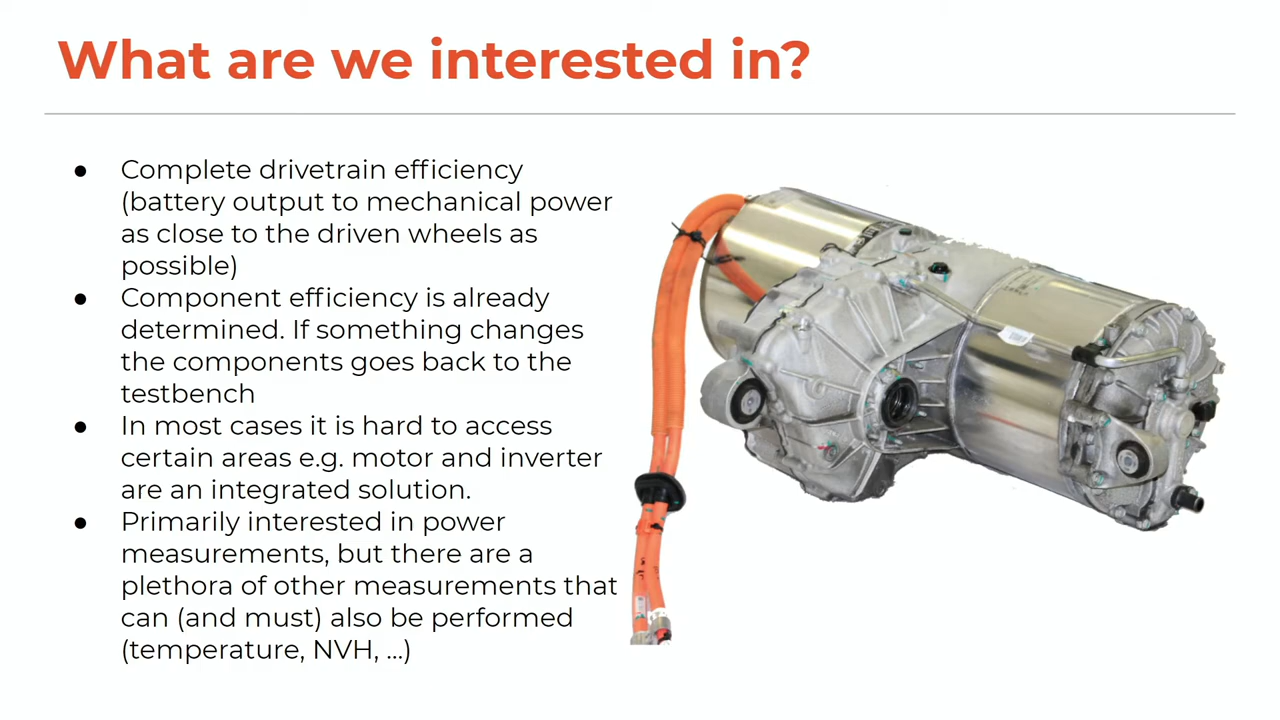 What are we interested in?
● Complete drivetrain efficiency
(battery output to mechanical power
as close to the driven wheels as
possible)
● Component efficiency is already
determined. If something changes
the components goes back to the
testbench
● In most cases it is hard to access
certain areas e.g. motor and inverter
are an integrated solution.
● Primarily interested in power
measurements, but there are a
plethora of other measurements that
can (and must) also be performed
(temperature, NVH, ...)